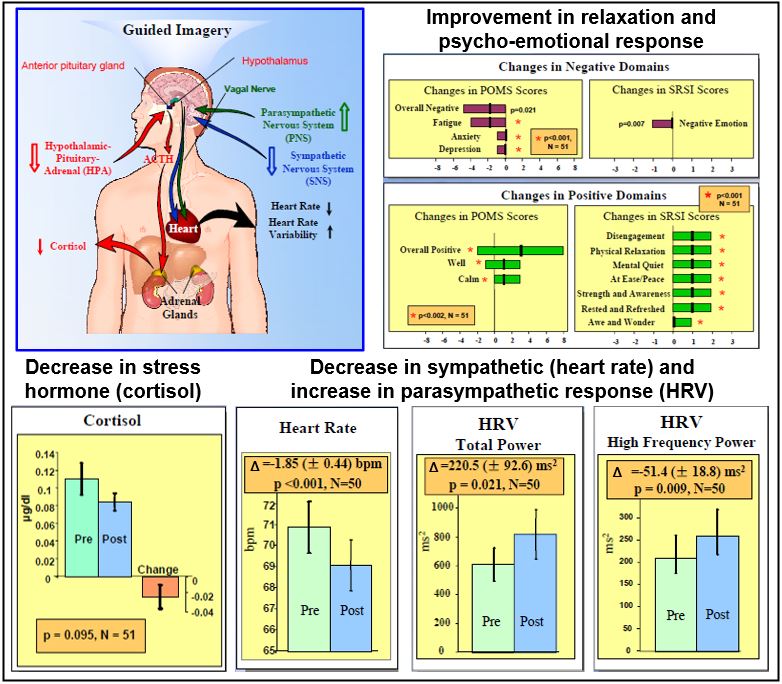 Guided Imagery
Anterior pituitary gland
Hypothalamus
Vagal Nerve
Parasympathetic
Nervous System
(PNS)
Hypothalamic-
Pituitary-
Adrenal (HPA)
ACTH
Sympathetic
Nervous System
(SNS)
Heart Rate
Heart Rate
Variability
Heart
Cortisol
Adrenal
Glands
Improvement in relaxation and
psycho-emotional response
Changes in Negative Domains
Changes in POMS Scores
Overall Negative
p=0.021
Fatigue *
Anxiety *
Depression *
* p<0.001,
N = 51
-8 -6 -4 -2 0 2 4 6 8
Changes in SRSI Scores
p=0.007
Negative Emotion
-3 -2 -1 0 1 2 3
Changes in Positive Domains
* p<0.001
N = 51
Changes in POMS Scores
Overall Positive *
Well *
Calm *
* p<0.002, N = 51
-8 -6 -4 -2 0 2 4 6 8
Changes in SRSI Scores
Disengagement *
Physical Relaxation *
Mental Quiet *
At Ease/Peace *
Strength and Awareness *
Rested and Refreshed *
Awe and Wonder *
-3 -2 -1 0 1 2 3
Decrease in stress
hormone (cortisol)
Decrease in sympathetic (heart rate) and
increase in parasympathetic response (HRV)
Cortisol
µg/dl
0.14
0.12
0.1
0.08
0.06
0.04
0.02
0
Pre
Post
Change
0
-0.02
-0.04
p = 0.095, N = 51
Heart Rate
Δ =-1.85 (± 0.44) bpm
p <0.001, N=50
bpm
72
71
70
69
68
67
66
65
Pre
Post
HRV
Total Power
Δ =220.5 (± 92.6) ms²
p = 0.021, N=50
ms²
1000
800
600
400
200
0
Pre
Post
HRV
High Frequency Power
Δ =-51.4 (± 18.8) ms²
p = 0.009, N=50
ms²
300
250
200
150
100
50
0
Pre
Post